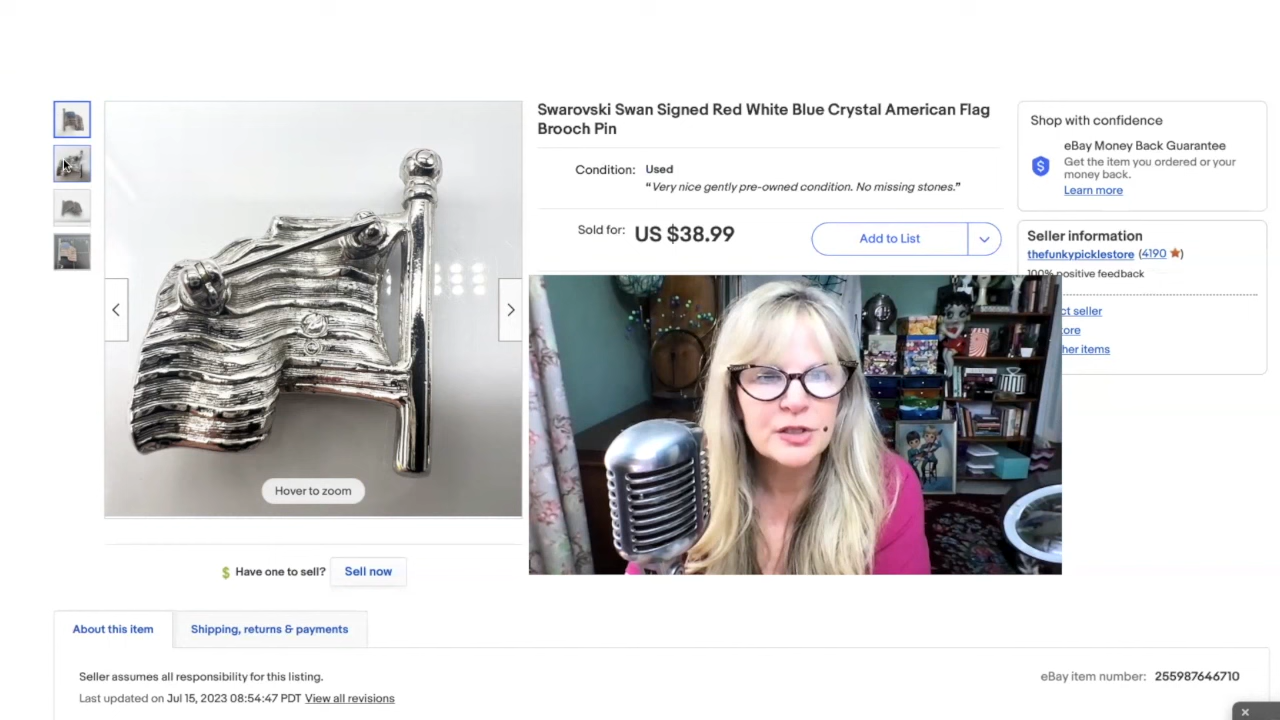 Swarovski Swan Signed Red White Blue Crystal American Flag
Brooch Pin
Condition: Used
“Very nice gently pre-owned condition. No missing stones.”
Sold for: US $38.99
Add to List
Shop with confidence
eBay Money Back Guarantee
Get the item you ordered or your
money back.
Learn more
Seller information
thefunkypicklestore (4190 ★)
100% positive feedback
ct seller
ore
her items
Hover to zoom
Have one to sell? Sell now
About this item
Shipping, returns & payments
Seller assumes all responsibility for this listing.
Last updated on Jul 15, 2023 08:54:47 PDT View all revisions
eBay item number: 255987646710